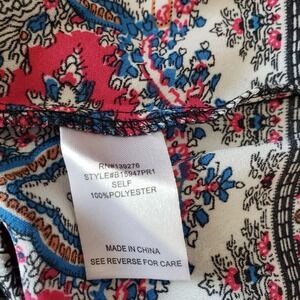 RN#139276
STYLE#B15947PR1
SELF
100%POLYESTER
MADE IN CHINA
SEE REVERSE FOR CARE